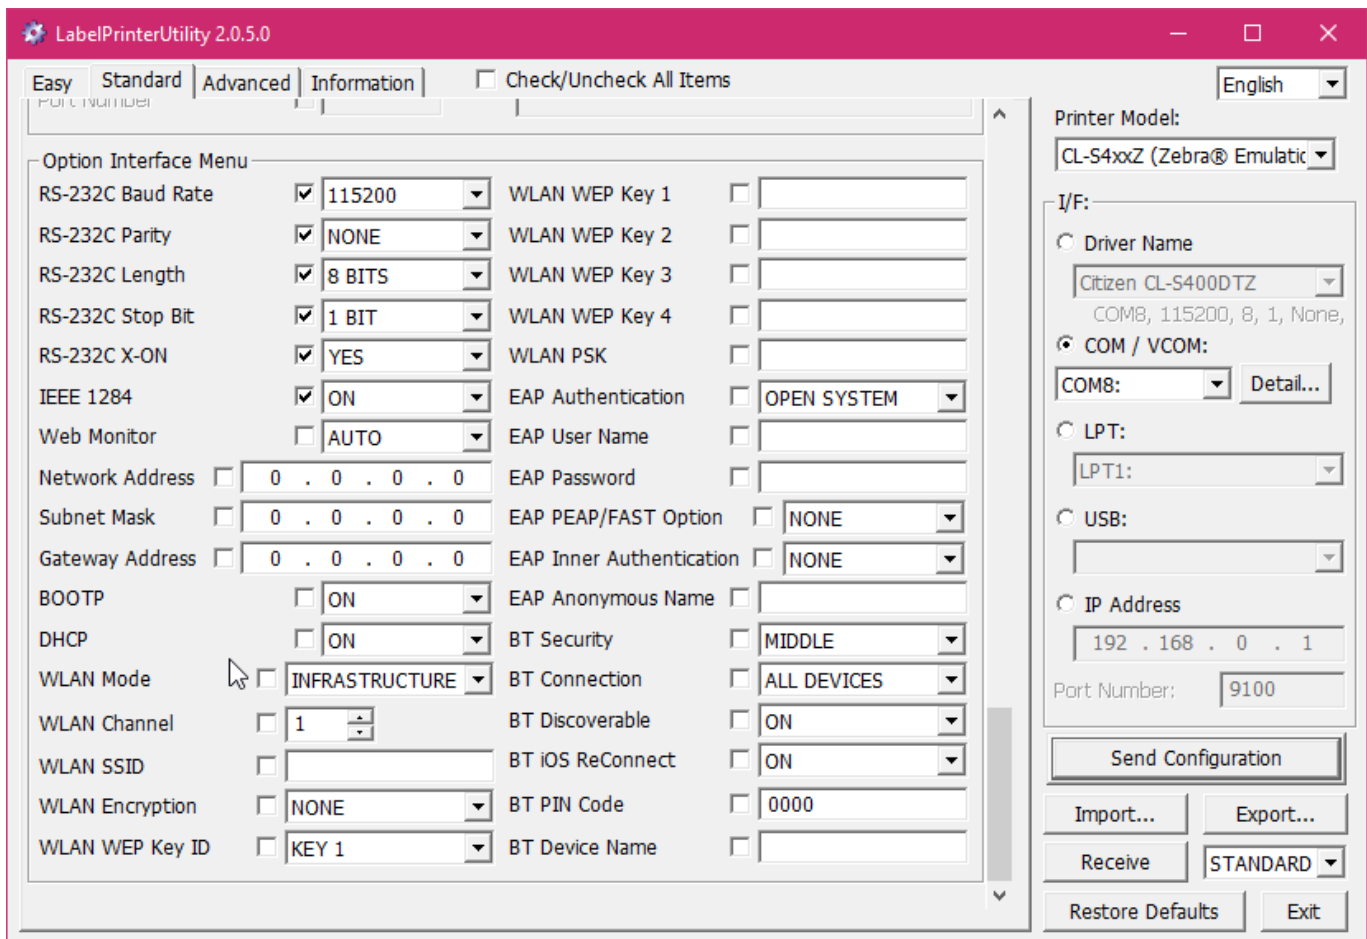 LabelPrinterUtility 2.0.5.0
Easy Standard Advanced Information Check/Uncheck All Items English
Port Number
Printer Model:
CL-S4xxZ (Zebra® Emulatic
Option Interface Menu
RS-232C Baud Rate 115200
RS-232C Parity NONE
RS-232C Length 8 BITS
RS-232C Stop Bit 1 BIT
RS-232C X-ON YES
IEEE 1284 ON
Web Monitor AUTO
Network Address 0 . 0 . 0 . 0
Subnet Mask 0 . 0 . 0 . 0
Gateway Address 0 . 0 . 0 . 0
BOOTP ON
DHCP ON
WLAN Mode INFRASTRUCTURE
WLAN Channel 1
WLAN SSID
WLAN Encryption NONE
WLAN WEP Key ID KEY 1
WLAN WEP Key 1
WLAN WEP Key 2
WLAN WEP Key 3
WLAN WEP Key 4
WLAN PSK
EAP Authentication OPEN SYSTEM
EAP User Name
EAP Password
EAP PEAP/FAST Option NONE
EAP Inner Authentication NONE
EAP Anonymous Name
BT Security MIDDLE
BT Connection ALL DEVICES
BT Discoverable ON
BT iOS ReConnect ON
BT PIN Code 0000
BT Device Name
I/F:
Driver Name
Citizen CL-S400DTZ
COM8, 115200, 8, 1, None,
COM / VCOM:
COM8: Detail...
LPT:
LPT1:
USB:
IP Address
192 . 168 . 0 . 1
Port Number: 9100
Send Configuration
Import... Export...
Receive STANDARD
Restore Defaults Exit